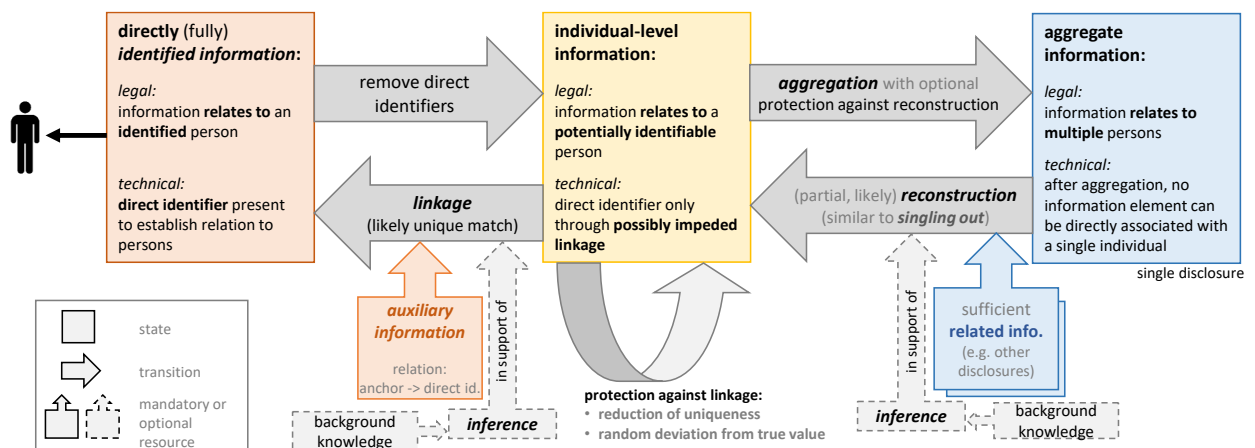 directly (fully)
identified information:
legal:
information relates to an
identified person
technical:
direct identifier present
to establish relation to
persons
remove direct
identifiers
linkage
(likely unique match)
individual-level
information:
legal:
information relates to a
potentially identifiable
person
technical:
direct identifier only
through possibly impeded
linkage
aggregation with optional
protection against reconstruction
(partial, likely) reconstruction
(similar to singling out)
aggregate
information:
legal:
information relates to
multiple persons
technical:
after aggregation, no
information element can
be directly associated with
a single individual
single disclosure
state
transition
mandatory or
optional
resource
auxiliary
information
relation:
anchor -> direct id.
in support of
background
knowledge
inference
protection against linkage:
• reduction of uniqueness
• random deviation from true value
in support of
sufficient
related info.
(e.g. other
disclosures)
inference
background
knowledge